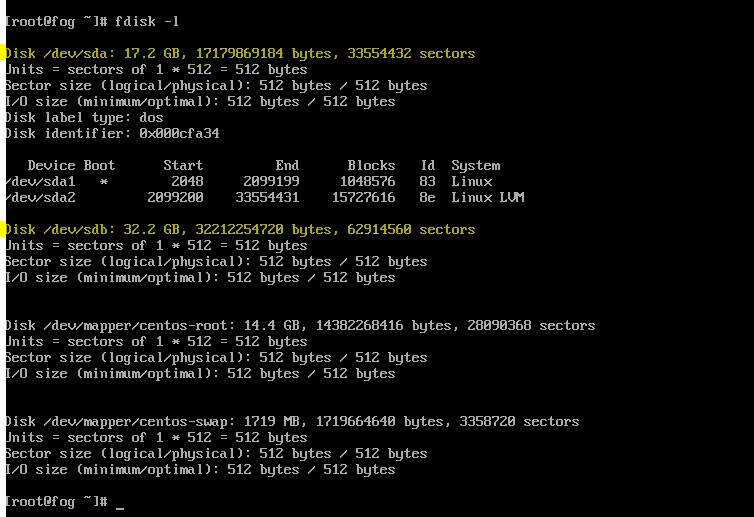 [root@fog ~]# fdisk -l
Disk /dev/sda: 17.2 GB, 17179869184 bytes, 33554432 sectors
Units = sectors of 1 * 512 = 512 bytes
Sector size (logical/physical): 512 bytes / 512 bytes
I/O size (minimum/optimal): 512 bytes / 512 bytes
Disk label type: dos
Disk identifier: 0x000cfa34
Device Boot Start End Blocks Id System
/dev/sda1 * 2048 2099199 1048576 83 Linux
/dev/sda2 2099200 33554431 15727616 8e Linux LVM
Disk /dev/sdb: 32.2 GB, 32212254720 bytes, 62914560 sectors
Units = sectors of 1 * 512 = 512 bytes
Sector size (logical/physical): 512 bytes / 512 bytes
I/O size (minimum/optimal): 512 bytes / 512 bytes
Disk /dev/mapper/centos-root: 14.4 GB, 14382268416 bytes, 28090368 sectors
Units = sectors of 1 * 512 = 512 bytes
Sector size (logical/physical): 512 bytes / 512 bytes
I/O size (minimum/optimal): 512 bytes / 512 bytes
Disk /dev/mapper/centos-swap: 1719 MB, 1719664640 bytes, 3358720 sectors
Units = sectors of 1 * 512 = 512 bytes
Sector size (logical/physical): 512 bytes / 512 bytes
I/O size (minimum/optimal): 512 bytes / 512 bytes
[root@fog ~]# _